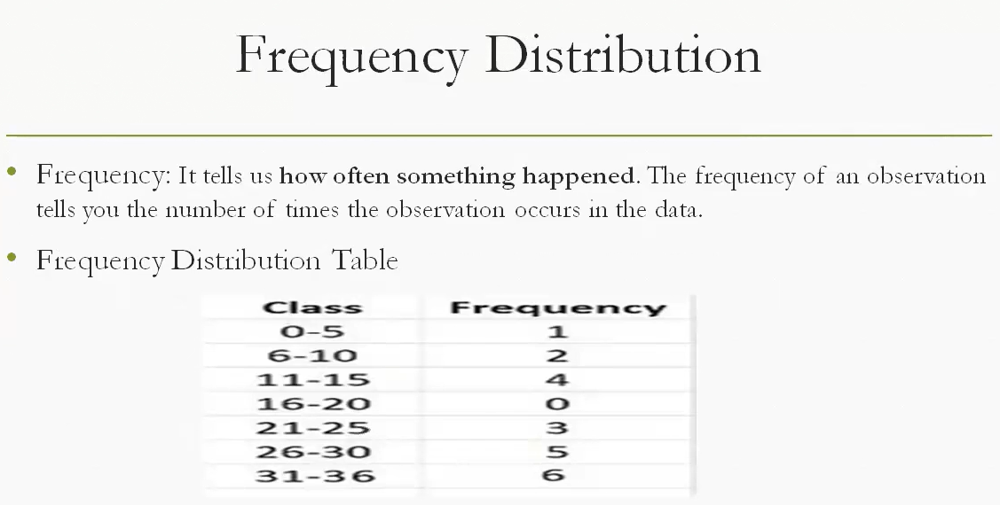 Frequency Distribution
• Frequency: It tells us how often something happened. The frequency of an observation
tells you the number of times the observation occurs in the data.
• Frequency Distribution Table
Class Frequency
0-5 1
6-10 2
11-15 4
16-20 0
21-25 3
26-30 5
31-36 6